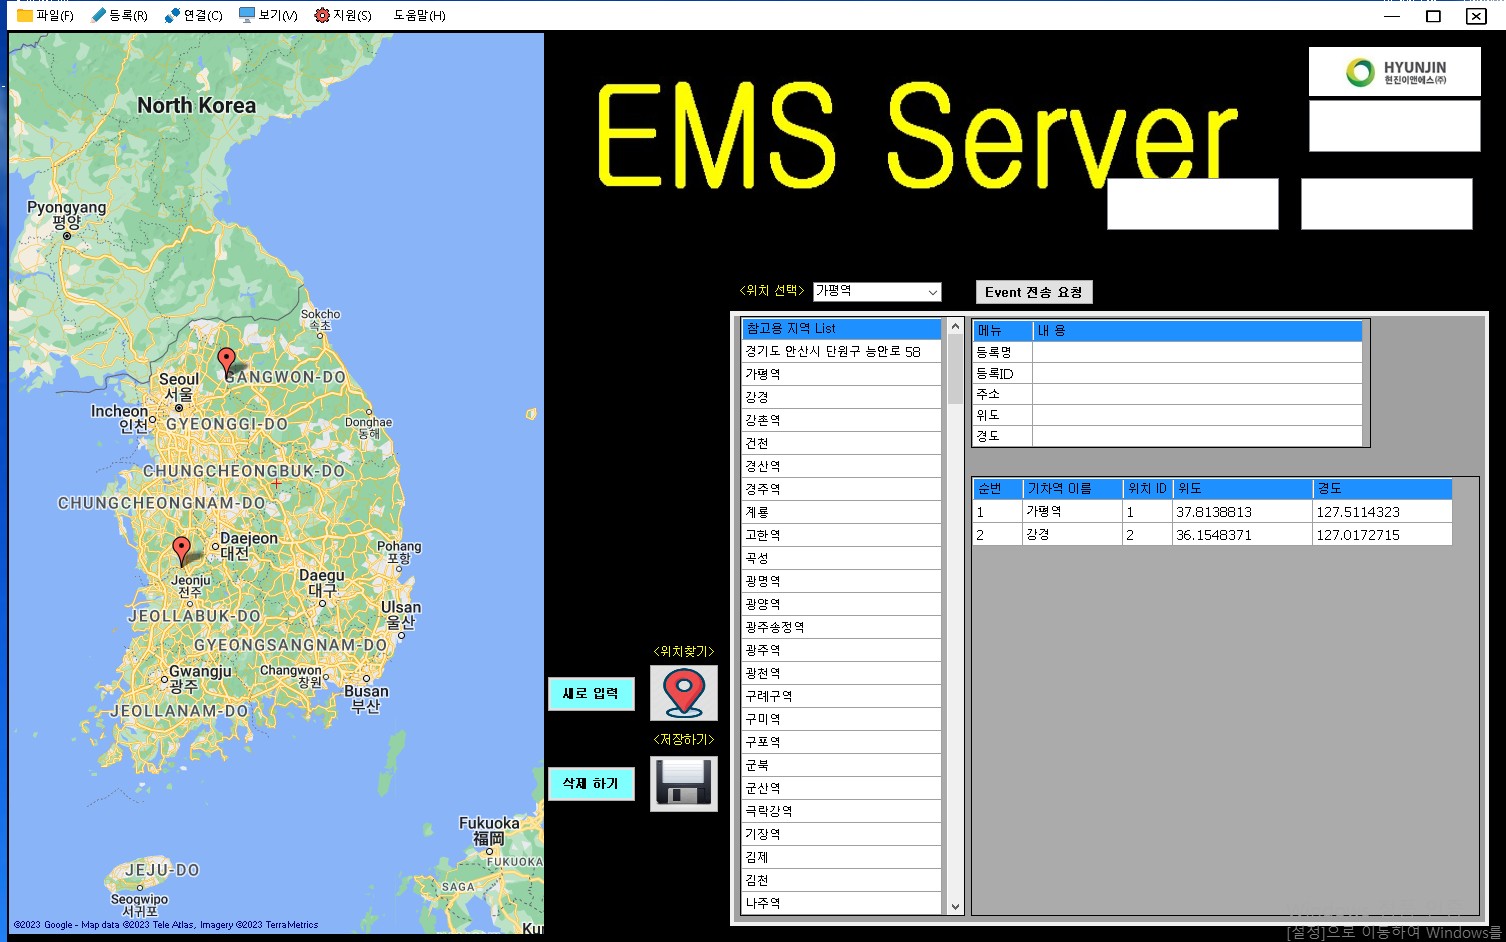 파일(F) 등록(R) 연결(C) 보기(V) 지원(S) 도움말(H)
North Korea
Pyongyang
평양
Sokcho
속초
Seoul
서울
GANGWON-DO
Incheon
인천
GYEONGGI-DO
Donghae
동해
CHUNGCHEONGBUK-DO
CHUNGCHEONGNAM-DO
Daejeon
대전
Pohang
포항
Jeonju
전주
Daegu
대구
Ulsan
울산
JEOLLABUK-DO
GYEONGSANGNAM-DO
Gwangju
광주
Changwon
창원
Busan
부산
JEOLLANAM-DO
Fukuoka
福岡
FUKUOKA
SAGA
JEJU-DO
Seogwipo
서귀포
Kur
©2023 Google - Map data ©2023 Tele Atlas, Imagery ©2023 TerraMetrics
EMS Server
HYUNJIN
현진이앤에스(주)
<위치 선택> 가평역
Event 전송 요청
<위치찾기>
새로 입력
<저장하기>
삭제 하기
참고용 지역 List
경기도 안산시 단원구 능안로 58
가평역
강경
강촌역
건천
경산역
경주역
계룡
고한역
곡성
광명역
광양역
광주송정역
광주역
광천역
구례구역
구미역
구포역
군북
군산역
극락강역
기장역
김제
김천
나주역
메뉴 내 용
등록명
등록ID
주소
위도
경도
순번 기차역 이름 위치 ID 위도 경도
1 가평역 1 37.8138813 127.5114323
2 강경 2 36.1548371 127.0172715
[설정]으로 이동하여 Windows를